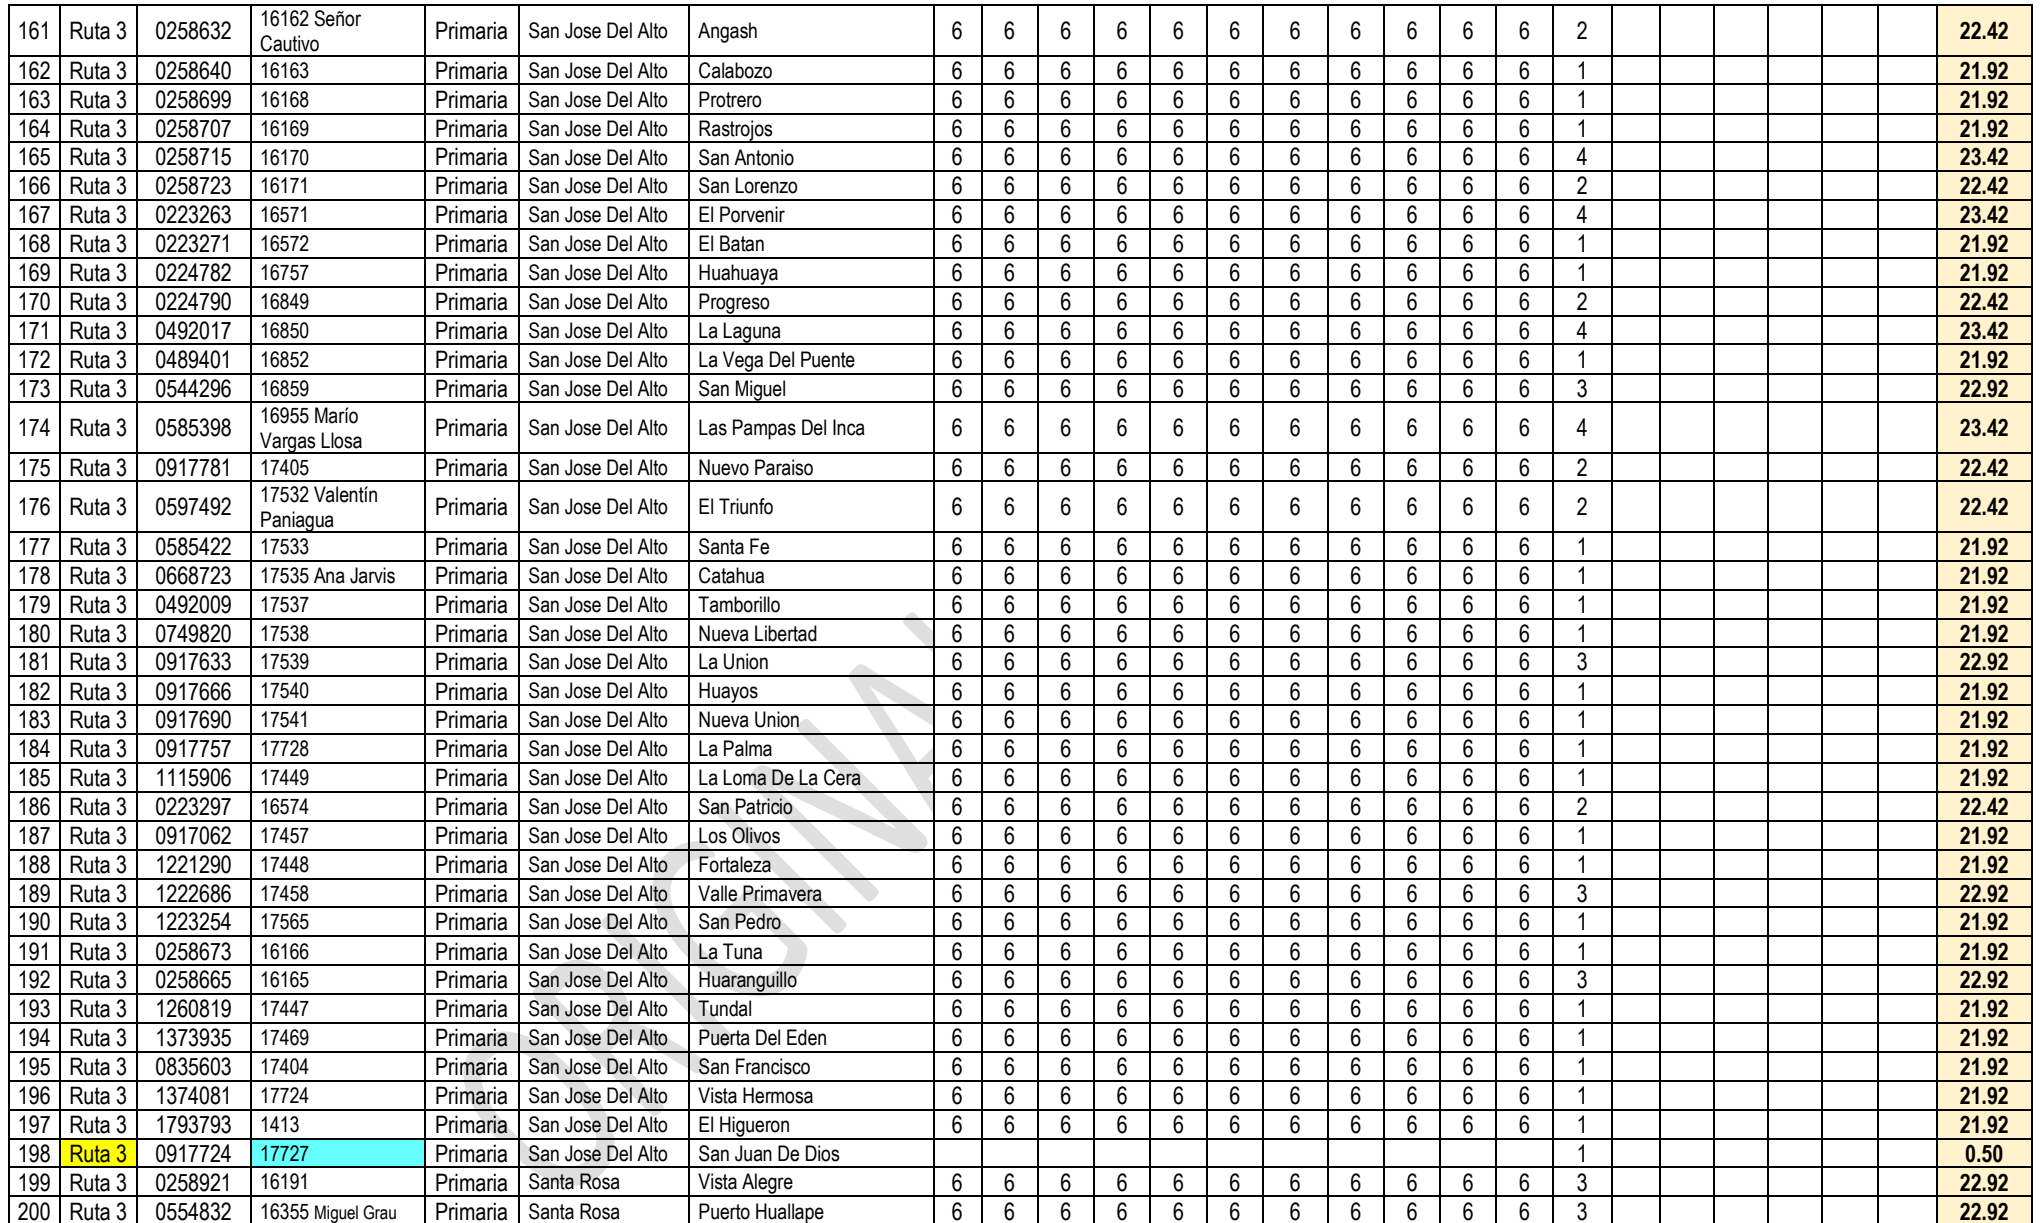 161 Ruta 3 0258632 16162 Señor Cautivo Primaria San Jose Del Alto Angash 6 6 6 6 6 6 6 6 6 6 6 2 22.42
162 Ruta 3 0258640 16163 Primaria San Jose Del Alto Calabozo 6 6 6 6 6 6 6 6 6 6 6 1 21.92
163 Ruta 3 0258699 16168 Primaria San Jose Del Alto Protrero 6 6 6 6 6 6 6 6 6 6 6 1 21.92
164 Ruta 3 0258707 16169 Primaria San Jose Del Alto Rastrojos 6 6 6 6 6 6 6 6 6 6 6 1 21.92
165 Ruta 3 0258715 16170 Primaria San Jose Del Alto San Antonio 6 6 6 6 6 6 6 6 6 6 6 4 23.42
166 Ruta 3 0258723 16171 Primaria San Jose Del Alto San Lorenzo 6 6 6 6 6 6 6 6 6 6 6 2 22.42
167 Ruta 3 0223263 16571 Primaria San Jose Del Alto El Porvenir 6 6 6 6 6 6 6 6 6 6 6 4 23.42
168 Ruta 3 0223271 16572 Primaria San Jose Del Alto El Batan 6 6 6 6 6 6 6 6 6 6 6 1 21.92
169 Ruta 3 0224782 16757 Primaria San Jose Del Alto Huahuaya 6 6 6 6 6 6 6 6 6 6 6 1 21.92
170 Ruta 3 0224790 16849 Primaria San Jose Del Alto Progreso 6 6 6 6 6 6 6 6 6 6 6 2 22.42
171 Ruta 3 0492017 16850 Primaria San Jose Del Alto La Laguna 6 6 6 6 6 6 6 6 6 6 6 4 23.42
172 Ruta 3 0489401 16852 Primaria San Jose Del Alto La Vega Del Puente 6 6 6 6 6 6 6 6 6 6 6 1 21.92
173 Ruta 3 0544296 16859 Primaria San Jose Del Alto San Miguel 6 6 6 6 6 6 6 6 6 6 6 3 22.92
174 Ruta 3 0585398 16955 Marío Vargas Llosa Primaria San Jose Del Alto Las Pampas Del Inca 6 6 6 6 6 6 6 6 6 6 6 4 23.42
175 Ruta 3 0917781 17405 Primaria San Jose Del Alto Nuevo Paraiso 6 6 6 6 6 6 6 6 6 6 6 2 22.42
176 Ruta 3 0597492 17532 Valentín Paniagua Primaria San Jose Del Alto El Triunfo 6 6 6 6 6 6 6 6 6 6 6 2 22.42
177 Ruta 3 0585422 17533 Primaria San Jose Del Alto Santa Fe 6 6 6 6 6 6 6 6 6 6 6 1 21.92
178 Ruta 3 0668723 17535 Ana Jarvis Primaria San Jose Del Alto Catahua 6 6 6 6 6 6 6 6 6 6 6 1 21.92
179 Ruta 3 0492009 17537 Primaria San Jose Del Alto Tamborillo 6 6 6 6 6 6 6 6 6 6 6 1 21.92
180 Ruta 3 0749820 17538 Primaria San Jose Del Alto Nueva Libertad 6 6 6 6 6 6 6 6 6 6 6 1 21.92
181 Ruta 3 0917633 17539 Primaria San Jose Del Alto La Union 6 6 6 6 6 6 6 6 6 6 6 3 22.92
182 Ruta 3 0917666 17540 Primaria San Jose Del Alto Huayos 6 6 6 6 6 6 6 6 6 6 6 1 21.92
183 Ruta 3 0917690 17541 Primaria San Jose Del Alto Nueva Union 6 6 6 6 6 6 6 6 6 6 6 1 21.92
184 Ruta 3 0917757 17728 Primaria San Jose Del Alto La Palma 6 6 6 6 6 6 6 6 6 6 6 1 21.92
185 Ruta 3 1115906 17449 Primaria San Jose Del Alto La Loma De La Cera 6 6 6 6 6 6 6 6 6 6 6 1 21.92
186 Ruta 3 0223297 16574 Primaria San Jose Del Alto San Patricio 6 6 6 6 6 6 6 6 6 6 6 2 22.42
187 Ruta 3 0917062 17457 Primaria San Jose Del Alto Los Olivos 6 6 6 6 6 6 6 6 6 6 6 1 21.92
188 Ruta 3 1221290 17448 Primaria San Jose Del Alto Fortaleza 6 6 6 6 6 6 6 6 6 6 6 1 21.92
189 Ruta 3 1222686 17458 Primaria San Jose Del Alto Valle Primavera 6 6 6 6 6 6 6 6 6 6 6 3 22.92
190 Ruta 3 1223254 17565 Primaria San Jose Del Alto San Pedro 6 6 6 6 6 6 6 6 6 6 6 1 21.92
191 Ruta 3 0258673 16166 Primaria San Jose Del Alto La Tuna 6 6 6 6 6 6 6 6 6 6 6 1 21.92
192 Ruta 3 0258665 16165 Primaria San Jose Del Alto Huaranguillo 6 6 6 6 6 6 6 6 6 6 6 3 22.92
193 Ruta 3 1260819 17447 Primaria San Jose Del Alto Tundal 6 6 6 6 6 6 6 6 6 6 6 1 21.92
194 Ruta 3 1373935 17469 Primaria San Jose Del Alto Puerta Del Eden 6 6 6 6 6 6 6 6 6 6 6 1 21.92
195 Ruta 3 0835603 17404 Primaria San Jose Del Alto San Francisco 6 6 6 6 6 6 6 6 6 6 6 1 21.92
196 Ruta 3 1374081 17724 Primaria San Jose Del Alto Vista Hermosa 6 6 6 6 6 6 6 6 6 6 6 1 21.92
197 Ruta 3 1793793 1413 Primaria San Jose Del Alto El Higueron 6 6 6 6 6 6 6 6 6 6 6 1 21.92
198 Ruta 3 0917724 17727 Primaria San Jose Del Alto San Juan De Dios 1 0.50
199 Ruta 3 0258921 16191 Primaria Santa Rosa Vista Alegre 6 6 6 6 6 6 6 6 6 6 6 3 22.92
200 Ruta 3 0554832 16355 Miguel Grau Primaria Santa Rosa Puerto Huallape 6 6 6 6 6 6 6 6 6 6 6 3 22.92
ORIGINAL